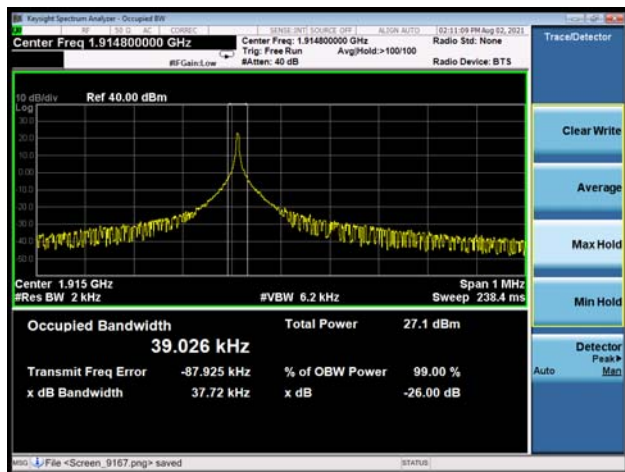 Keysight Spectrum Analyzer - Occupied BW
RF 50 Ω AC CORREC SENSE:INT SOURCE OFF ALIGN AUTO 02:11:09 PM Aug 02, 2021
Center Freq 1.914800000 GHz
Center Freq: 1.914800000 GHz
Radio Std: None
Trig: Free Run Avg|Hold:>100/100
#IFGain:Low
#Atten: 40 dB
Radio Device: BTS
10 dB/div Ref 40.00 dBm
Log
30.0
20.0
10.0
0.00
-10.0
-20.0
-30.0
-40.0
-50.0
Center 1.915 GHz
Span 1 MHz
#Res BW 2 kHz
#VBW 6.2 kHz
Sweep 238.4 ms
Occupied Bandwidth
39.026 kHz
Total Power 27.1 dBm
Transmit Freq Error -87.925 kHz
% of OBW Power 99.00 %
x dB Bandwidth 37.72 kHz
x dB -26.00 dB
MSG File <Screen_9167.png> saved
STATUS
Trace/Detector
Clear Write
Average
Max Hold
Min Hold
Detector
Peak▶
Auto Man